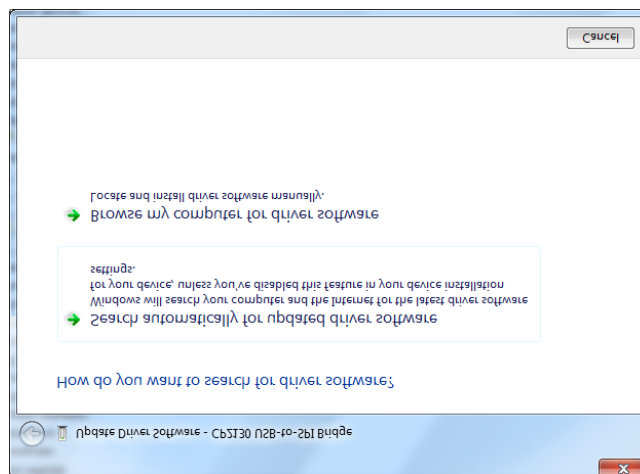 Update Driver Software - CP2130 USB-to-SPI Bridge
How do you want to search for driver software?
Search automatically for updated driver software
Windows will search your computer and the Internet for the latest driver software
for your device, unless you've disabled this feature in your device installation
settings.
Browse my computer for driver software
Locate and install driver software manually.
Cancel